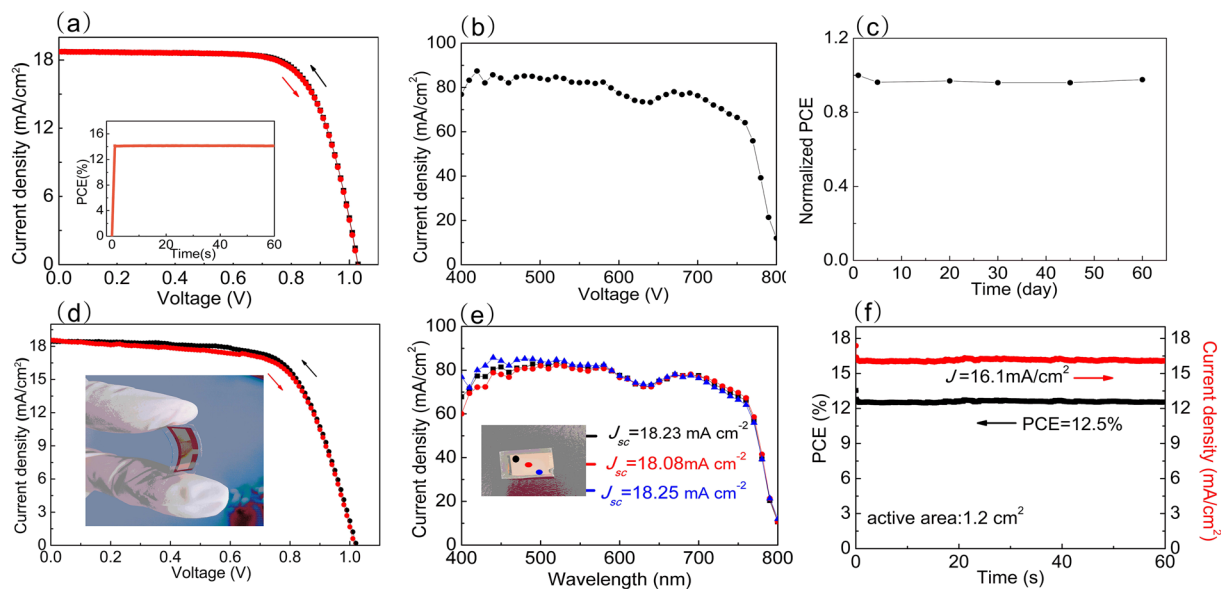 (a)
Current density (mA/cm²)
18
12
6
0
0.0 0.2 0.4 0.6 0.8 1.0
Voltage (V)
PCE(%)
16
12
8
4
0
0 20 40 60
Time(s)
(b)
Current density (mA/cm²)
100
80
60
40
80
20
0
400 500 600 700 800
Voltage (V)
(c)
Normalized PCE
1.2
0.8
0.4
0.0
0 10 20 30 40 50 60
Time (day)
(d)
Current density (mA/cm²)
18
15
12
9
6
3
0
0.0 0.2 0.4 0.6 0.8 1.0
Voltage (V)
(e)
Current density (mA/cm²)
100
80
60
40
80
20
0
400 500 600 700 800
Wavelength (nm)
Jsc=18.23 mA cm⁻²
Jsc=18.08mA cm⁻²
Jsc=18.25 mA cm⁻²
(f)
PCE (%)
18
15
12
9
6
3
0
J=16.1mA/cm²
PCE=12.5%
active area:1.2 cm²
0 20 40 60
Time (s)
18
15
12
9
6
3
0
Current density (mA/cm²)